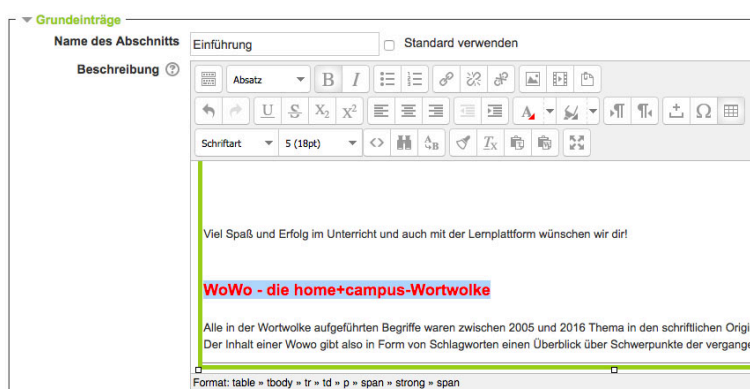 Grundeinträge
Name des Abschnitts Einführung Standard verwenden
Beschreibung
Absatz B I
U S X2 X2 A ¶ ¶ Ω
Schriftart 5 (18pt) <> A B Tx T W
Viel Spaß und Erfolg im Unterricht und auch mit der Lernplattform wünschen wir dir!
WoWo - die home+campus-Wortwolke
Alle in der Wortwolke aufgeführten Begriffe waren zwischen 2005 und 2016 Thema in den schriftlichen Origi
Der Inhalt einer Wowo gibt also in Form von Schlagworten einen Überblick über Schwerpunkte der vergange
Format: table » tbody » tr » td » p » span » strong » span